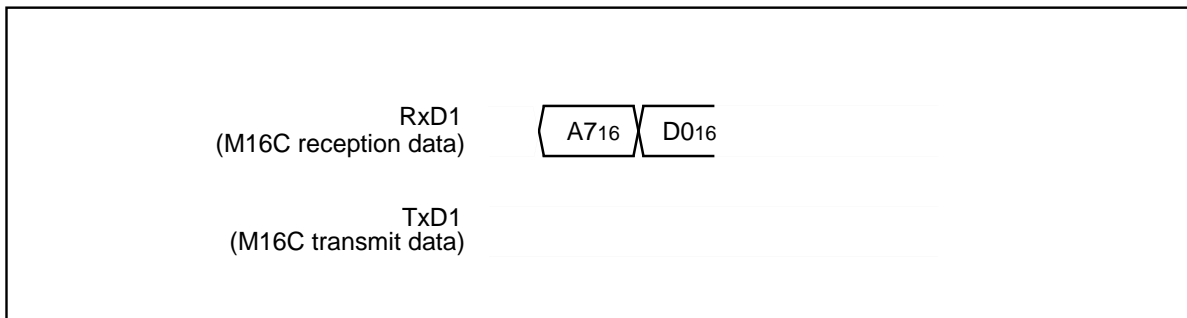 RxD1
(M16C reception data)
A716 D016
TxD1
(M16C transmit data)